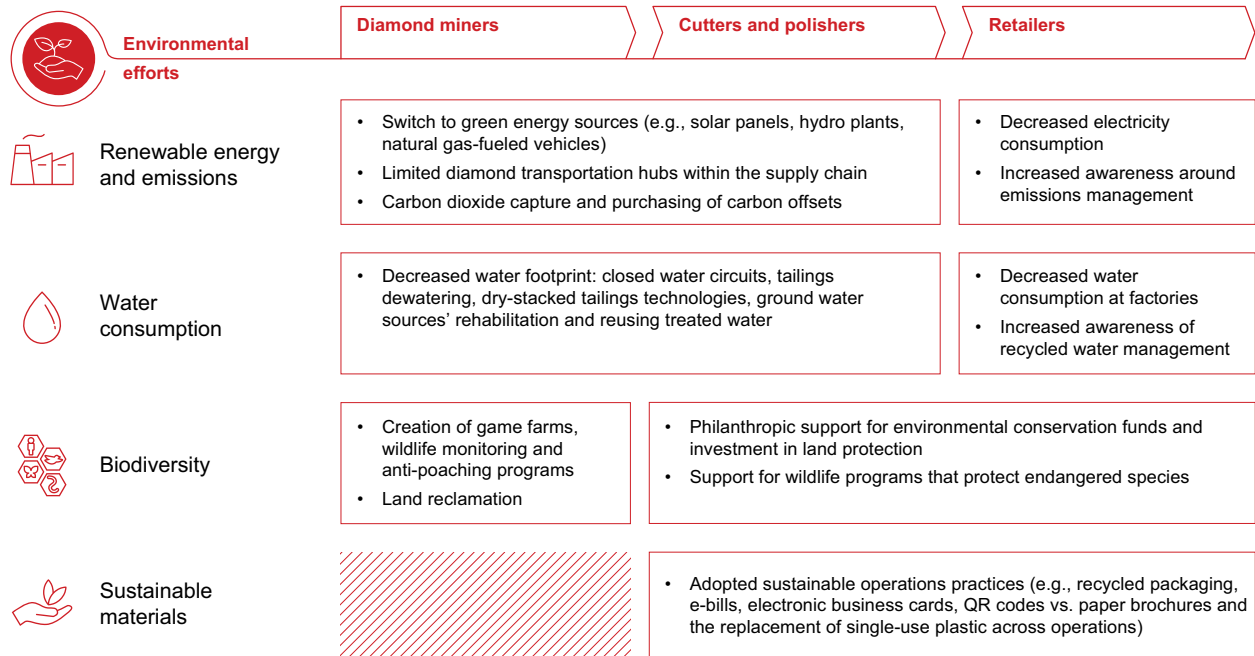 Environmental
efforts
Diamond miners
Cutters and polishers
Retailers
Renewable energy
and emissions
• Switch to green energy sources (e.g., solar panels, hydro plants,
natural gas-fueled vehicles)
• Limited diamond transportation hubs within the supply chain
• Carbon dioxide capture and purchasing of carbon offsets
• Decreased electricity
consumption
• Increased awareness around
emissions management
Water
consumption
• Decreased water footprint: closed water circuits, tailings
dewatering, dry-stacked tailings technologies, ground water
sources’ rehabilitation and reusing treated water
• Decreased water
consumption at factories
• Increased awareness of
recycled water management
Biodiversity
• Creation of game farms,
wildlife monitoring and
anti-poaching programs
• Land reclamation
• Philanthropic support for environmental conservation funds and
investment in land protection
• Support for wildlife programs that protect endangered species
Sustainable
materials
• Adopted sustainable operations practices (e.g., recycled packaging,
e-bills, electronic business cards, QR codes vs. paper brochures and
the replacement of single-use plastic across operations)